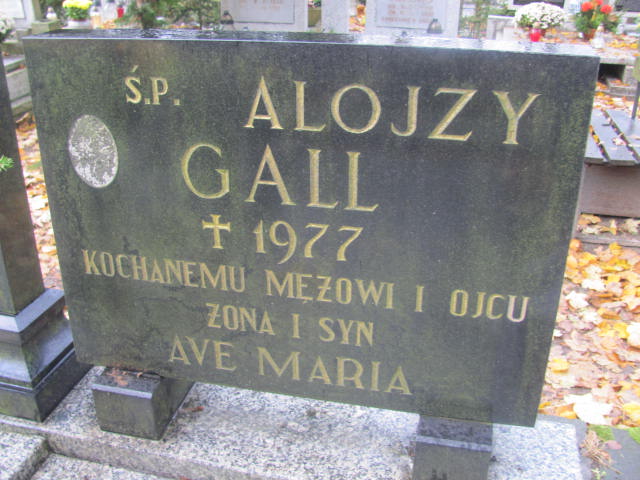 Ś.P. ALOJZY
GALL
✝ 1977
KOCHANEMU MĘŻOWI I OJCU
ŻONA I SYN
AVE MARIA